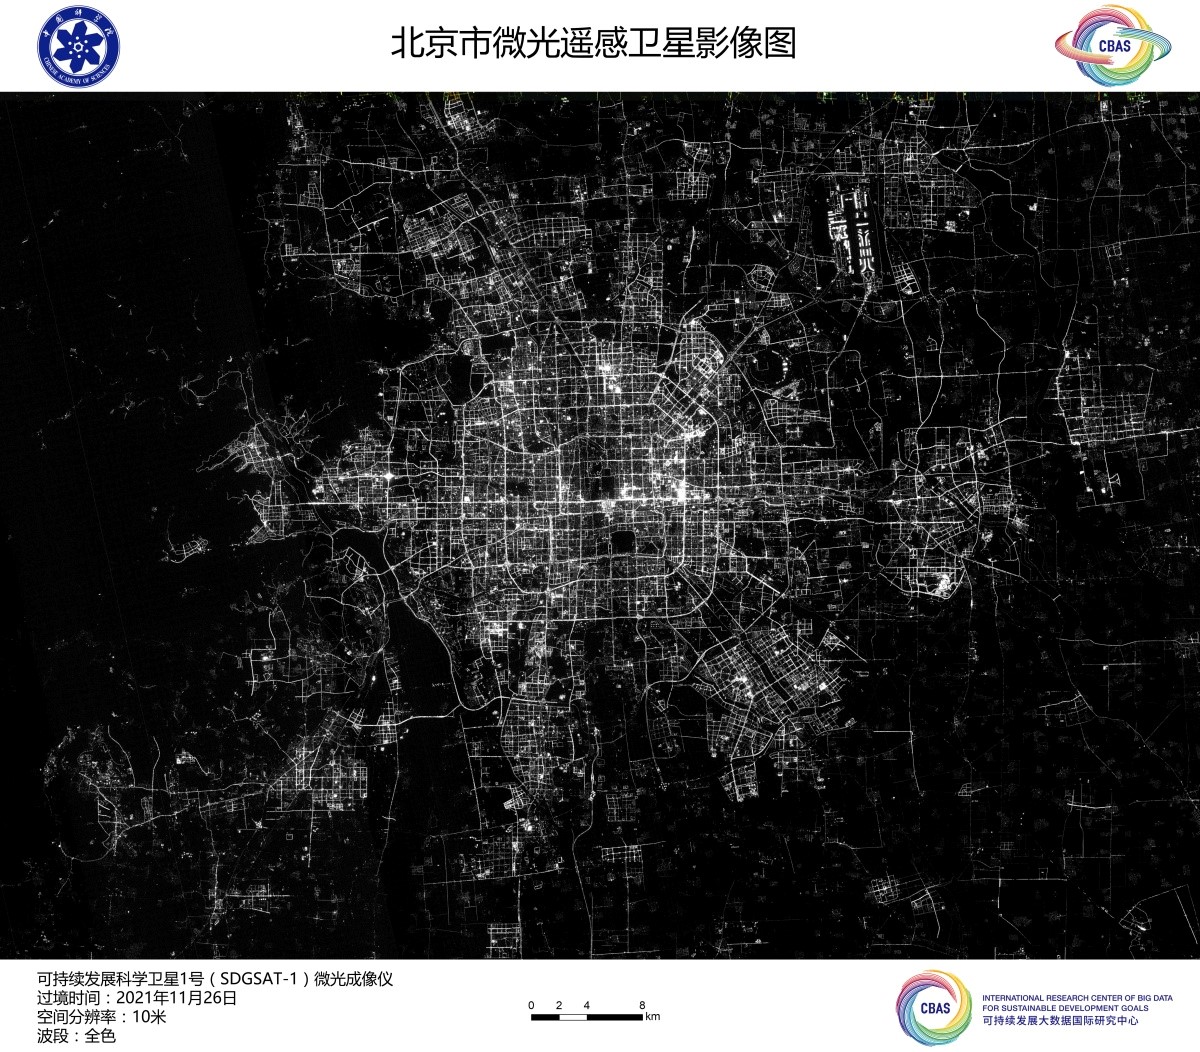 中国科学院
CHINESE ACADEMY OF SCIENCES
北京市微光遥感卫星影像图
CBAS
可持续发展科学卫星1号（SDGSAT-1）微光成像仪
过境时间：2021年11月26日
空间分辨率：10米
波段：全色
0 2 4 8
km
CBAS
INTERNATIONAL RESEARCH CENTER OF BIG DATA
FOR SUSTAINABLE DEVELOPMENT GOALS
可持续发展大数据国际研究中心